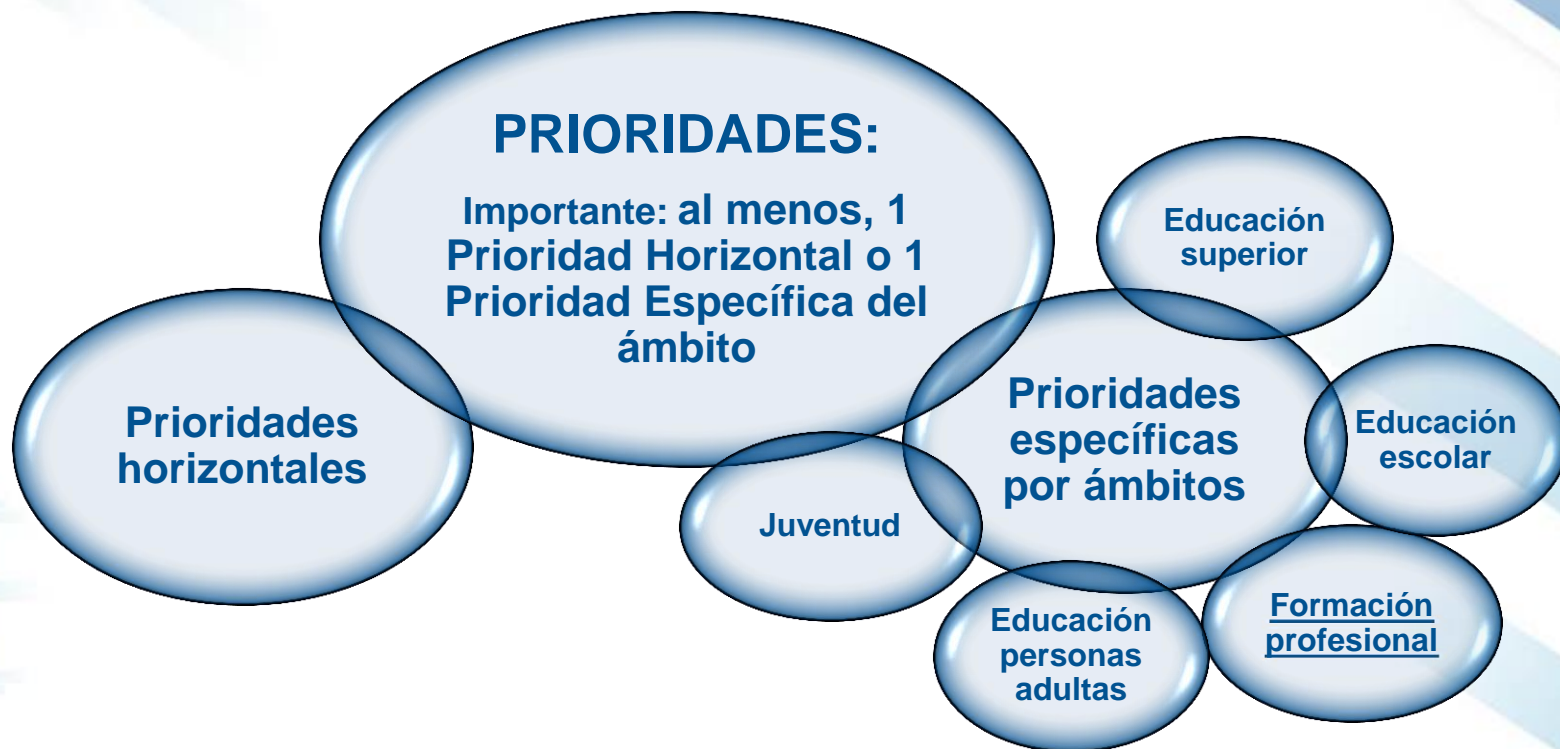 PRIORIDADES:
Importante: al menos, 1
Prioridad Horizontal o 1
Prioridad Específica del
ámbito
Prioridades
horizontales
Prioridades
específicas
por ámbitos
Educación
superior
Educación
escolar
Formación
profesional
Educación
personas
adultas
Juventud